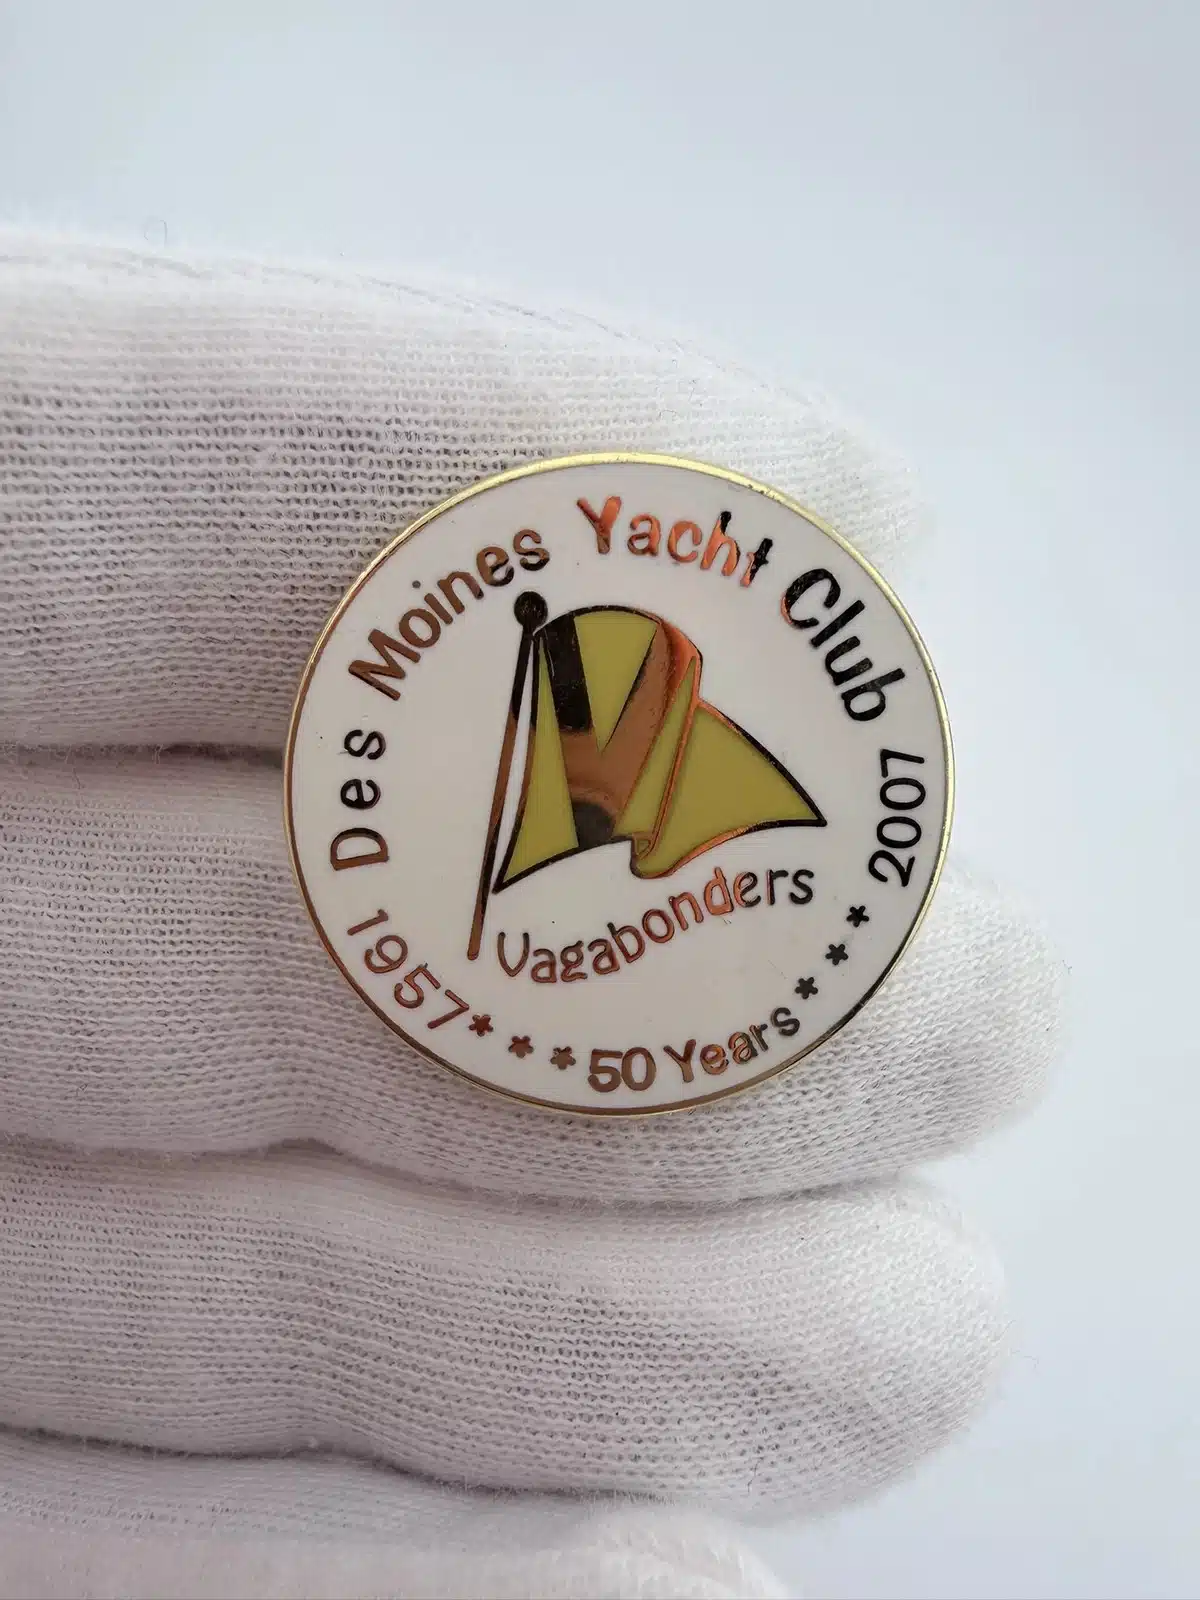 Des Moines Yacht Club
Vagabonders
1957***50 Years***2007